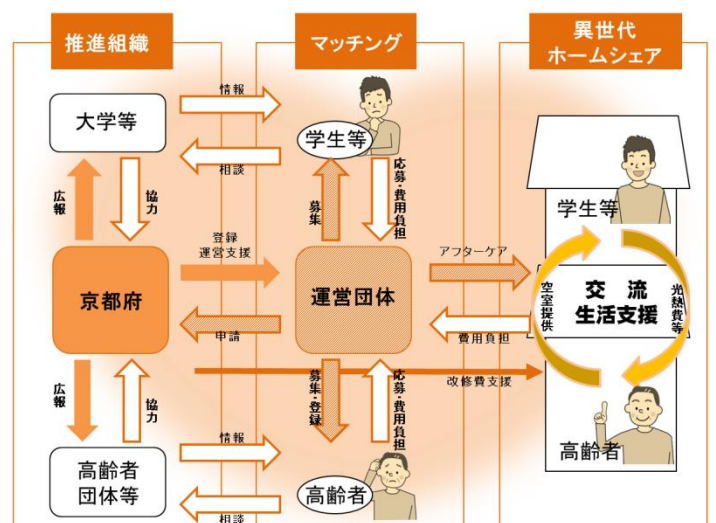 推進組織
マッチング
異世代
ホームシェア
大学等
情報
相談
学生等
広報
協力
募集
応募・費用負担
学生等
登録
運営支援
アフターケア
京都府
運営団体
空室提供
交　流
生活支援
光熱費等
申請
費用負担
改修費支援
広報
協力
募集・登録
応募・費用負担
高齢者
団体等
情報
相談
高齢者
高齢者